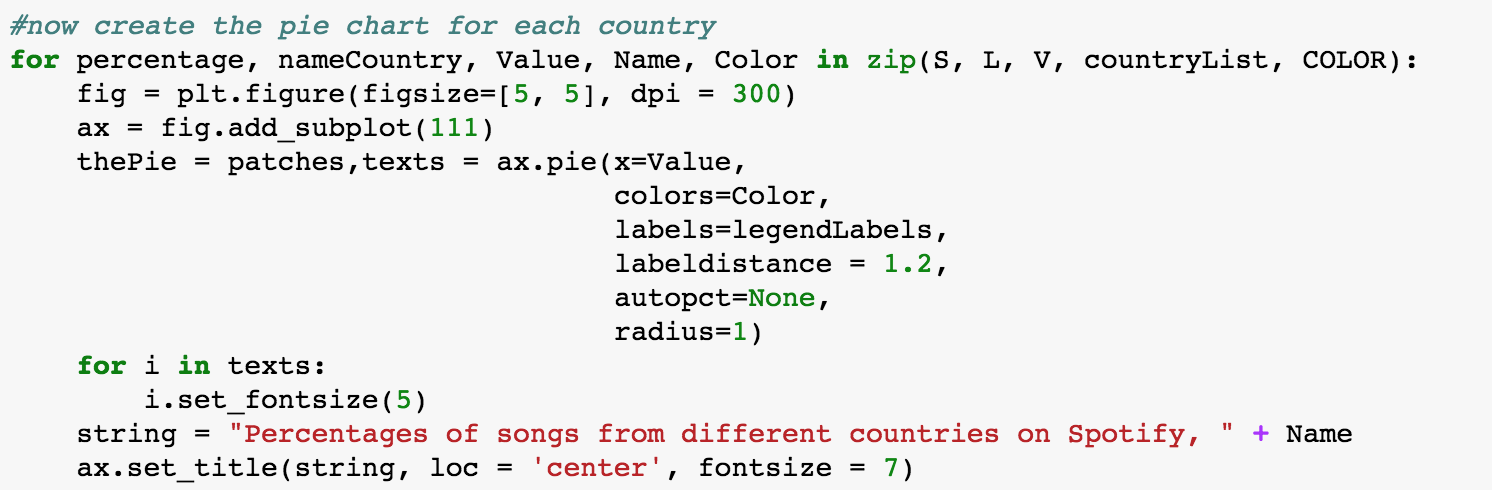 #now create the pie chart for each country
for percentage, nameCountry, Value, Name, Color in zip(S, L, V, countryList, COLOR):
    fig = plt.figure(figsize=[5, 5], dpi = 300)
    ax = fig.add_subplot(111)
    thePie = patches,texts = ax.pie(x=Value,
                                    colors=Color,
                                    labels=legendLabels,
                                    labeldistance = 1.2,
                                    autopct=None,
                                    radius=1)
    for i in texts:
        i.set_fontsize(5)
    string = "Percentages of songs from different countries on Spotify, " + Name
    ax.set_title(string, loc = 'center', fontsize = 7)